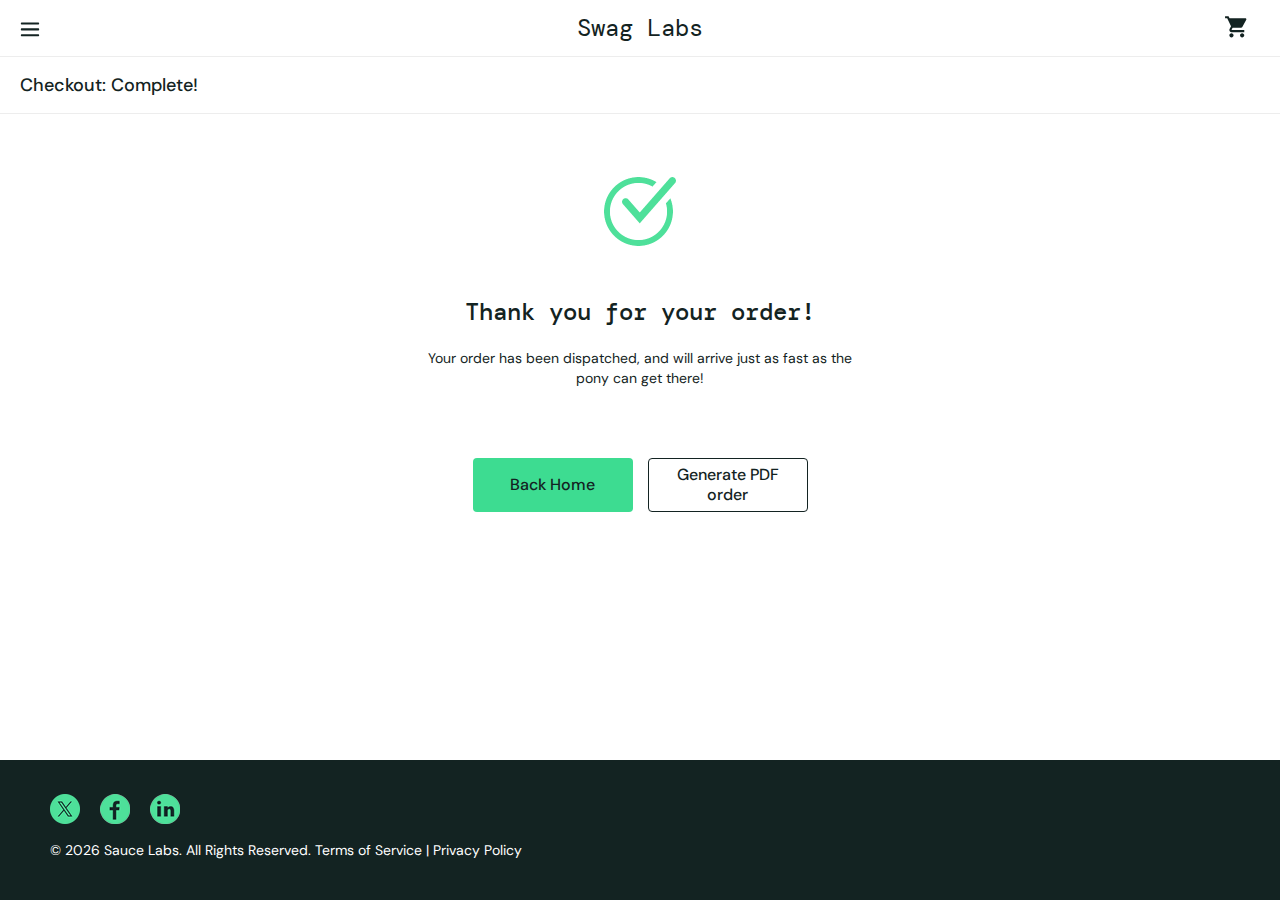 Swag Labs
Checkout: Complete!
Thank you for your order!
Your order has been dispatched, and will arrive just as fast as the
pony can get there!
Back Home
Generate PDF
order
© 2026 Sauce Labs. All Rights Reserved. Terms of Service | Privacy Policy